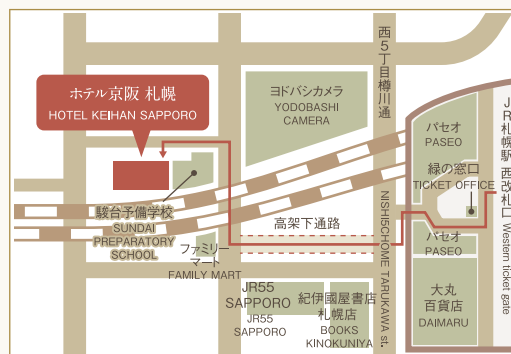 西5丁目樽川通
ホテル京阪 札幌
HOTEL KEIHAN SAPPORO
ヨドバシカメラ
YODOBASHI
CAMERA
パセオ
PASEO
緑の窓口
TICKET OFFICE
JR札幌駅 西改札口 Western ticket gate
駿台予備学校
SUNDAI
PREPARATORY
SCHOOL
高架下通路
NISHI5CHOME TARUKAWA st.
パセオ
PASEO
ファミリー
マート
FAMILY MART
JR55
SAPPORO
JR55
SAPPORO
紀伊國屋書店
札幌店
BOOKS
KINOKUNIYA
大丸
百貨店
DAIMARU